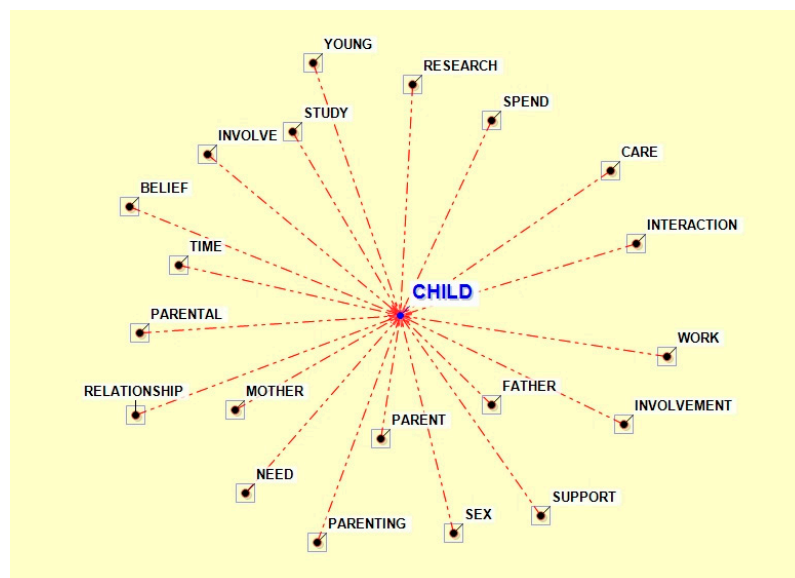 YOUNG
RESEARCH
SPEND
STUDY
INVOLVE
CARE
BELIEF
INTERACTION
TIME
CHILD
PARENTAL
WORK
RELATIONSHIP
MOTHER
FATHER
INVOLVEMENT
PARENT
NEED
SUPPORT
SEX
PARENTING